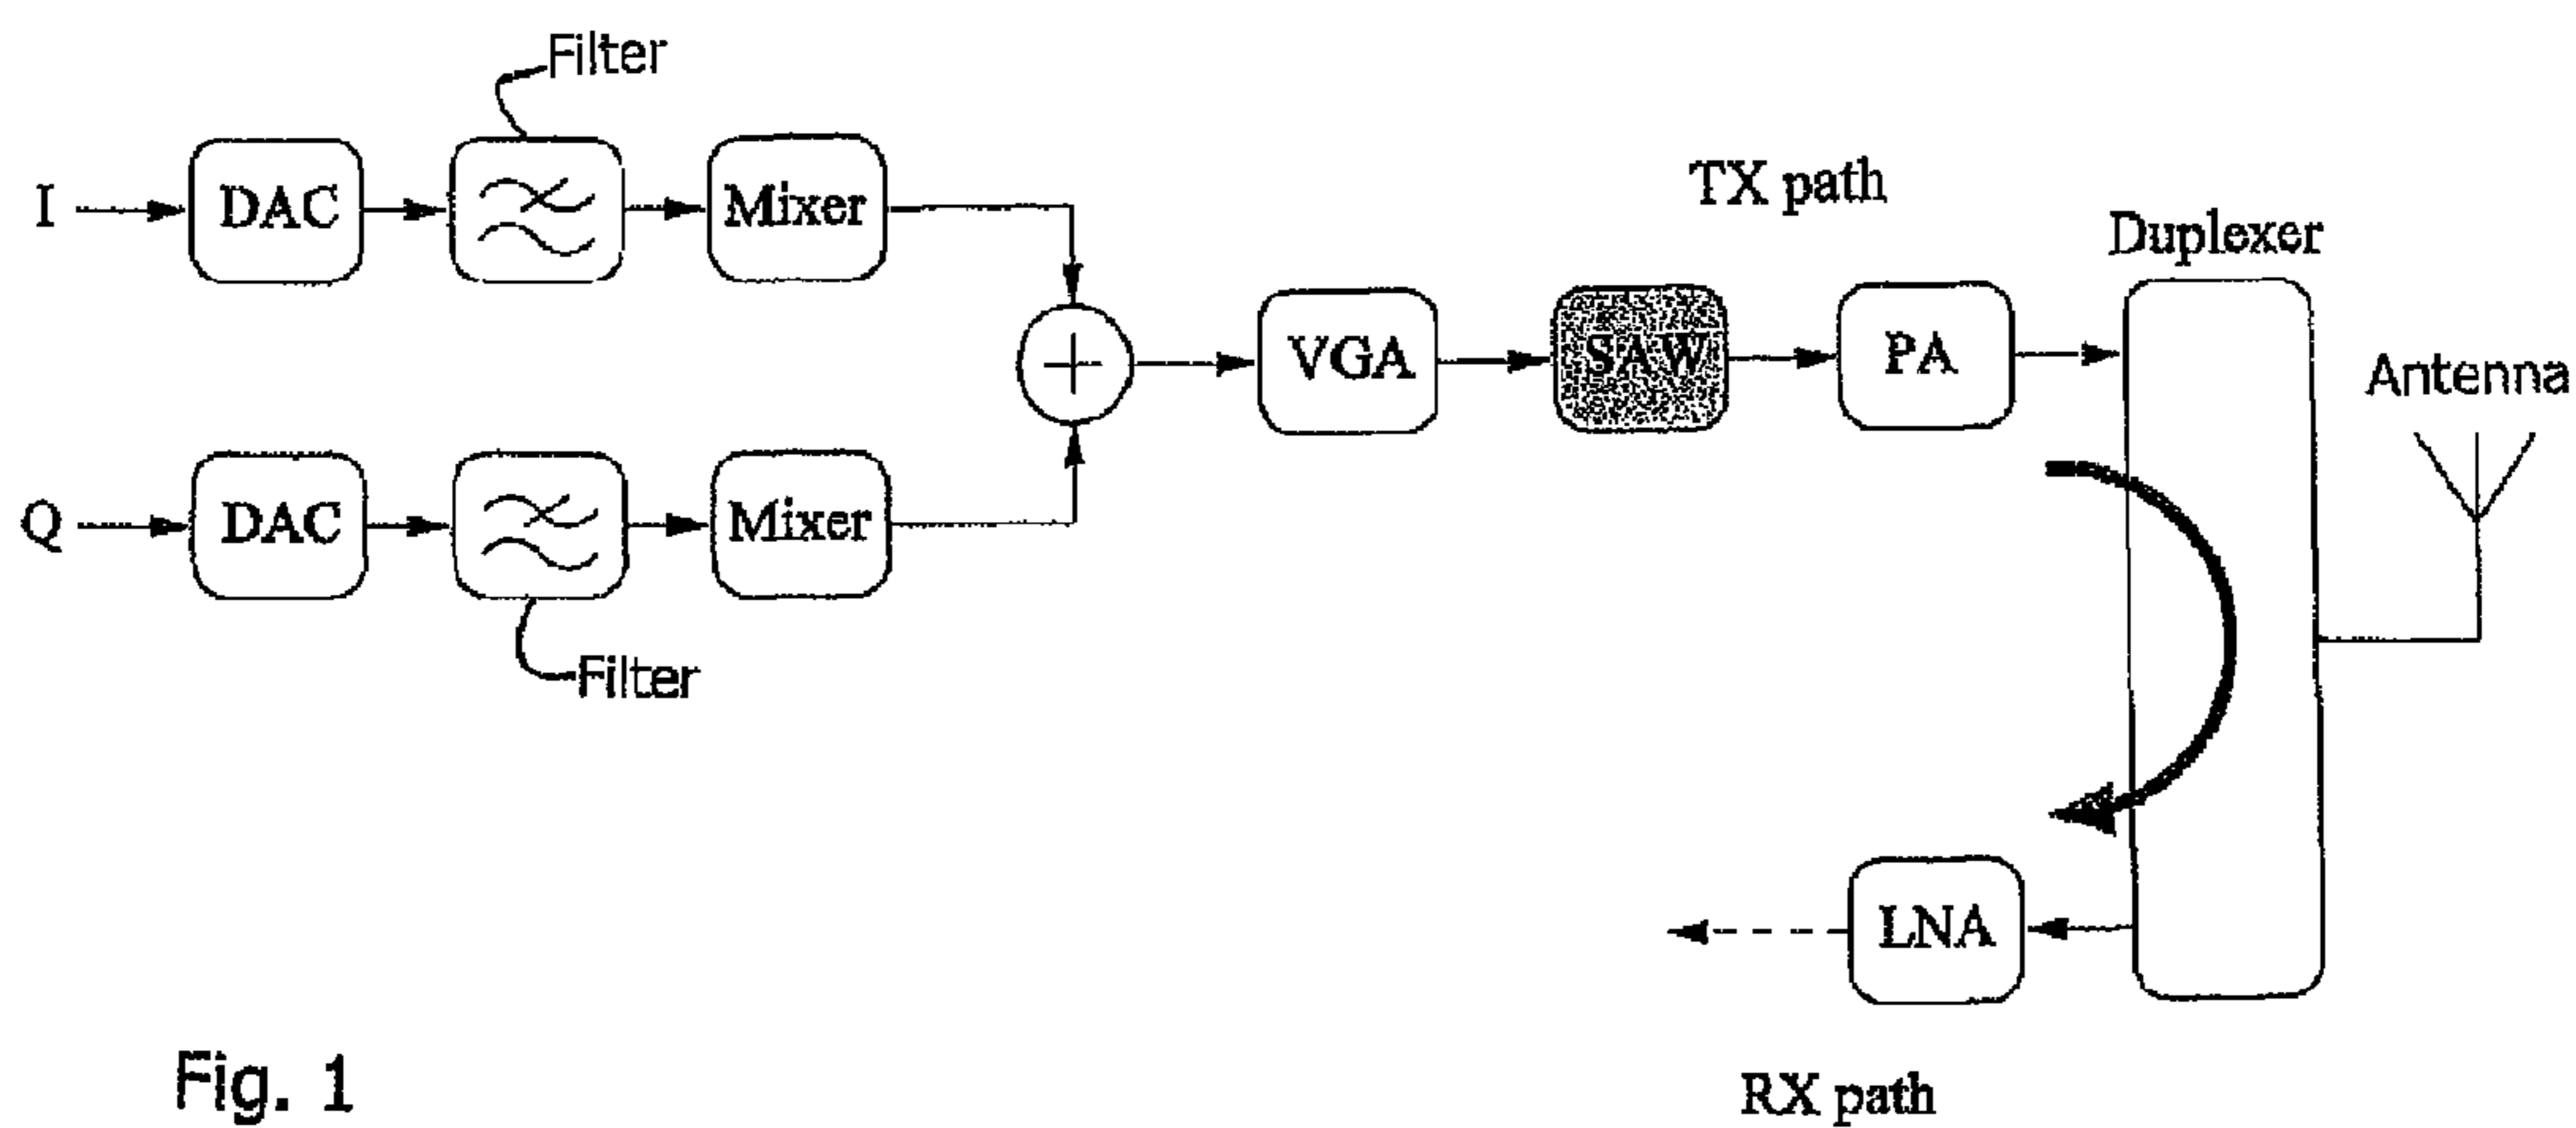 Filter
I
DAC
Mixer
TX path
Duplexer
VGA
SAW
PA
Antenna
Q
DAC
Mixer
Filter
LNA
RX path
Fig. 1